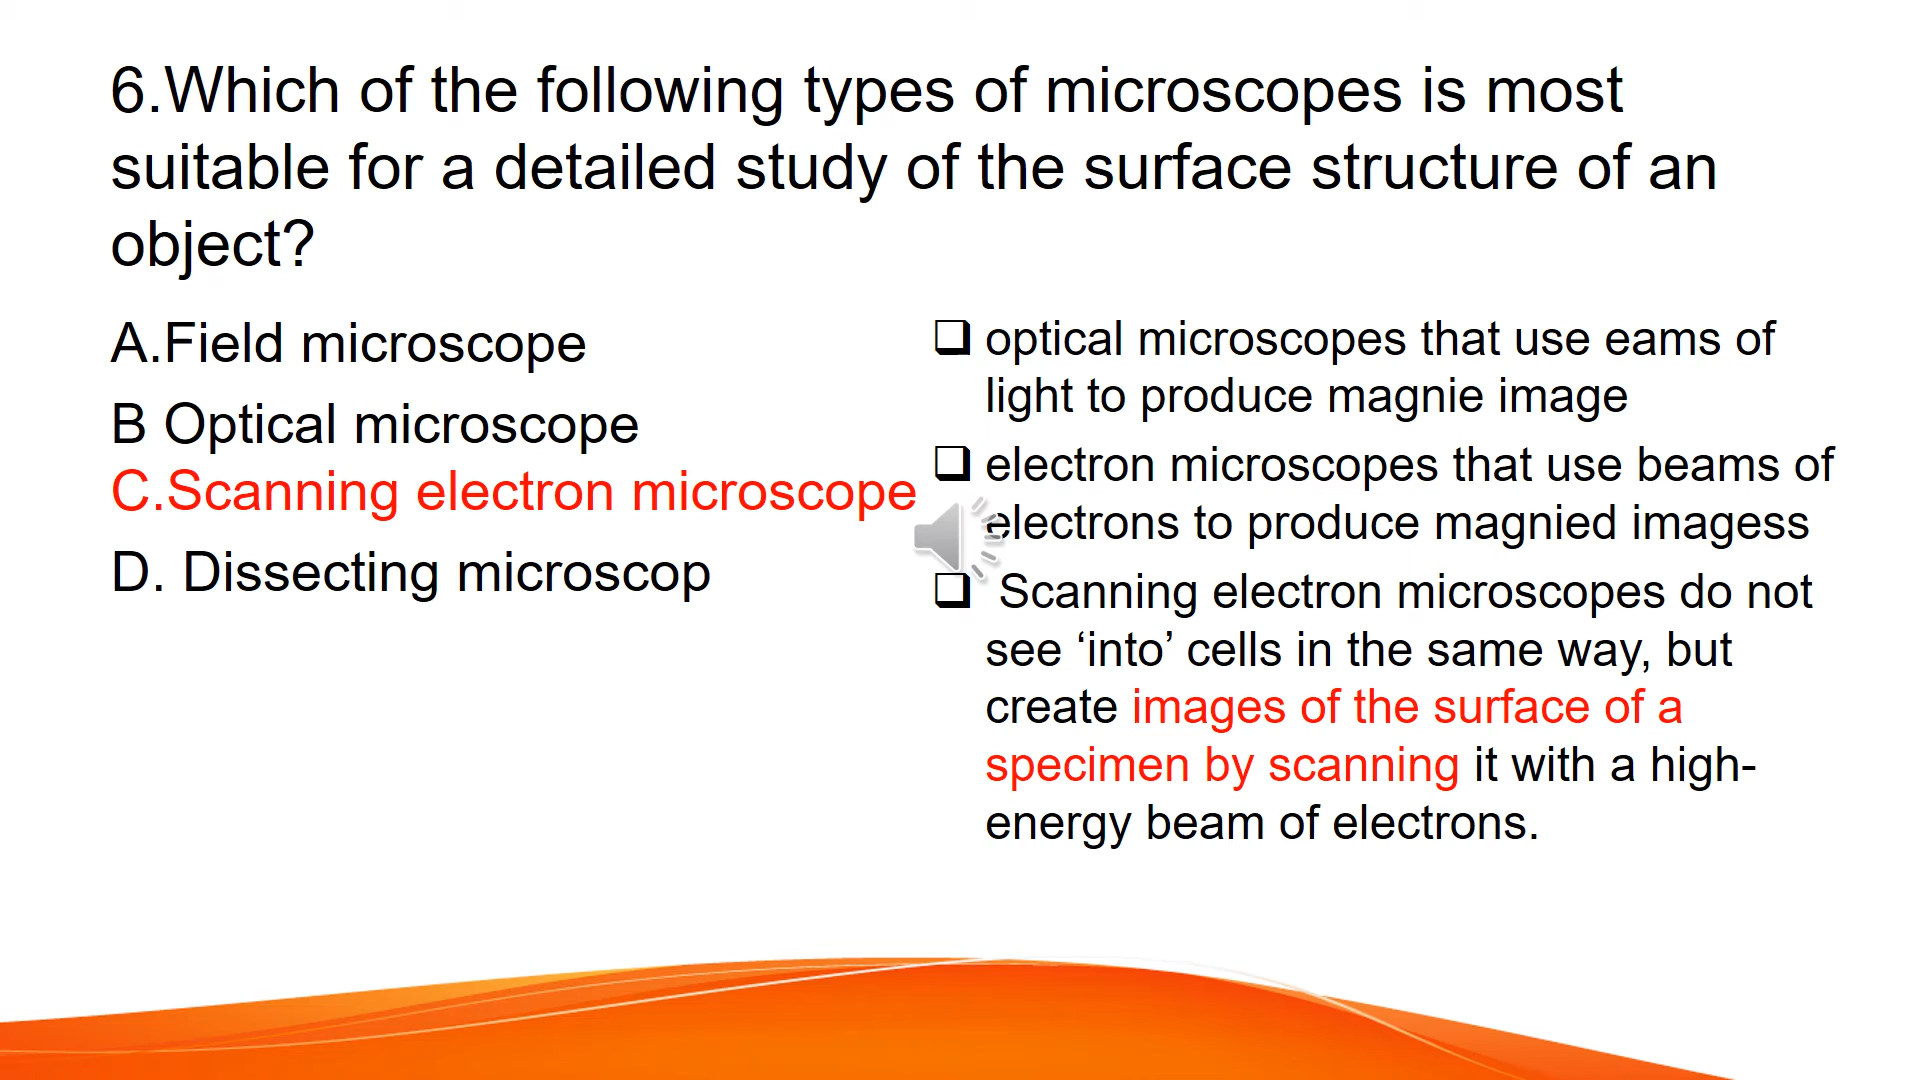 6.Which of the following types of microscopes is most
suitable for a detailed study of the surface structure of an
object?
A.Field microscope
B Optical microscope
C.Scanning electron microscope
D. Dissecting microscop
❑ optical microscopes that use eams of
light to produce magnie image
❑ electron microscopes that use beams of
electrons to produce magnied imagess
❑ Scanning electron microscopes do not
see ‘into’ cells in the same way, but
create images of the surface of a
specimen by scanning it with a high-
energy beam of electrons.